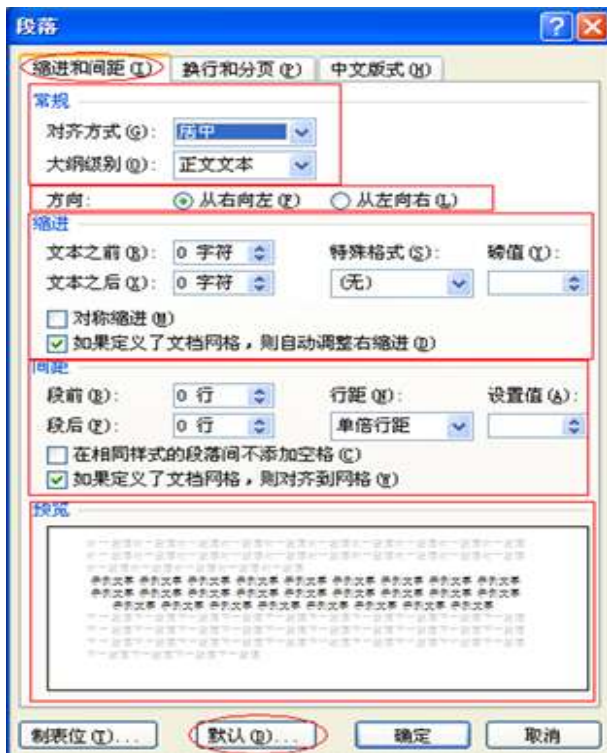 段落
缩进和间距(I) 换行和分页(P) 中文版式(H)
常规
对齐方式(G): 居中
大纲级别(O): 正文文本
方向: 从右向左(F) 从左向右(L)
缩进
文本之前(R): 0 字符 特殊格式(S): 磅值(Y):
文本之后(X): 0 字符 (无)
对称缩进(M)
如果定义了文档网格,则自动调整右缩进(D)
间距
段前(B): 0 行 行距(N): 设置值(A):
段后(F): 0 行 单倍行距
在相同样式的段落间不添加空格(C)
如果定义了文档网格,则对齐到网格(W)
预览
制表位(T)... 默认(D)... 确定 取消